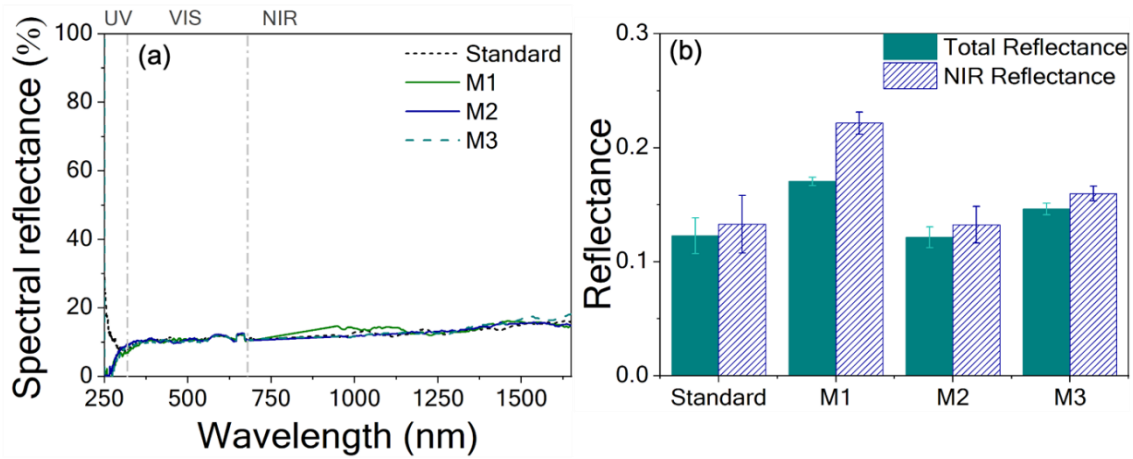 UV VIS NIR
Spectral reflectance (%)
100
80
60
40
20
0
(a)
Standard
M1
M2
M3
250 500 750 1000 1250 1500
Wavelength (nm)
Reflectance
0.3
0.2
0.1
0.0
(b)
Total Reflectance
NIR Reflectance
Standard M1 M2 M3